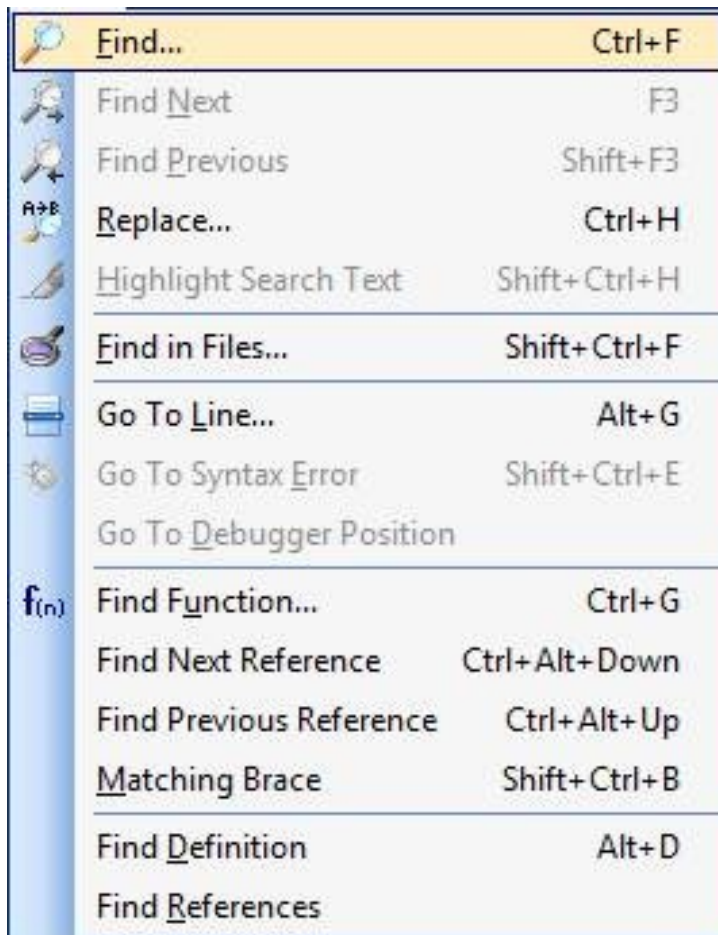 Find... Ctrl+F
Find Next F3
Find Previous Shift+F3
A→B
Replace... Ctrl+H
Highlight Search Text Shift+Ctrl+H
Find in Files... Shift+Ctrl+F
Go To Line... Alt+G
Go To Syntax Error Shift+Ctrl+E
Go To Debugger Position
f(n) Find Function... Ctrl+G
Find Next Reference Ctrl+Alt+Down
Find Previous Reference Ctrl+Alt+Up
Matching Brace Shift+Ctrl+B
Find Definition Alt+D
Find References